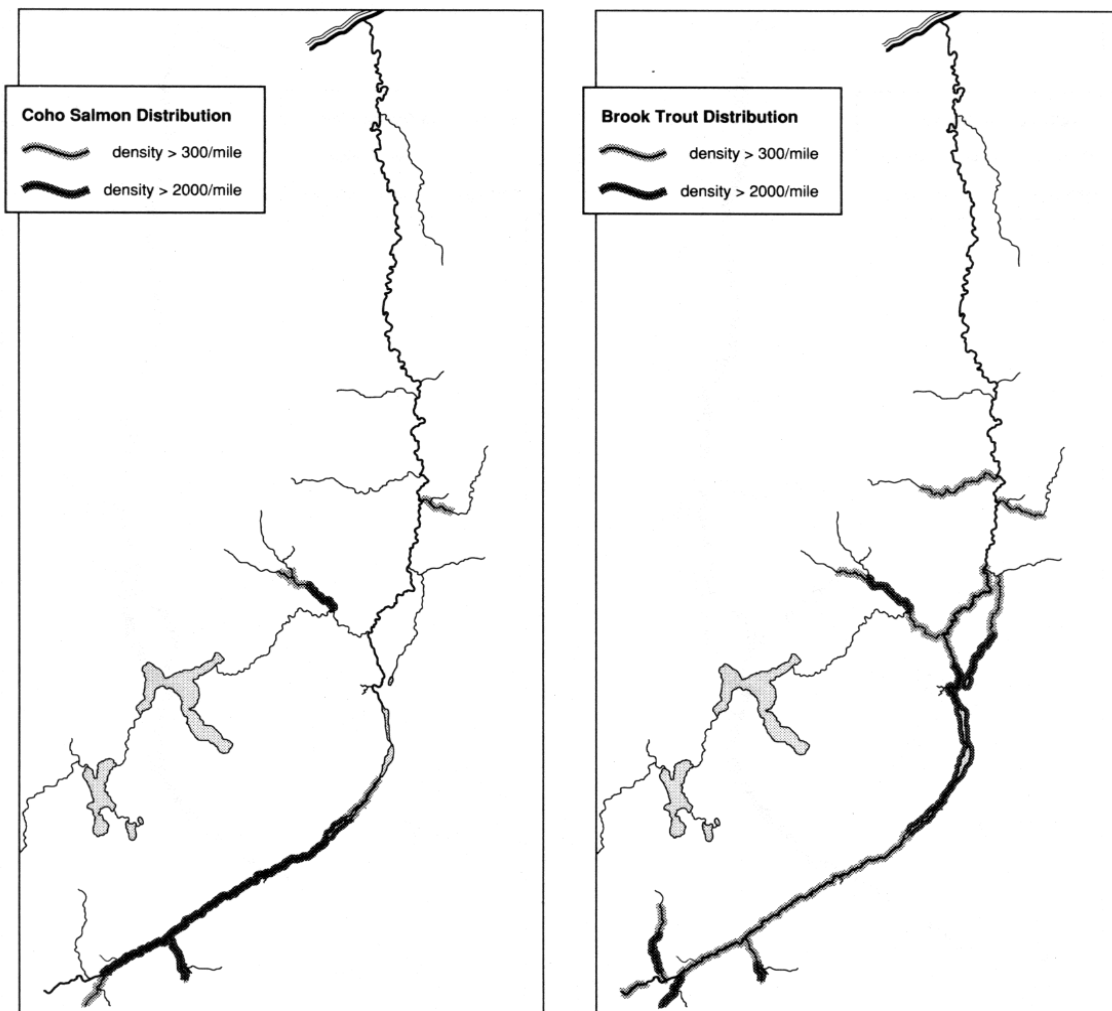 Coho Salmon Distribution
density > 300/mile
density > 2000/mile
Brook Trout Distribution
density > 300/mile
density > 2000/mile